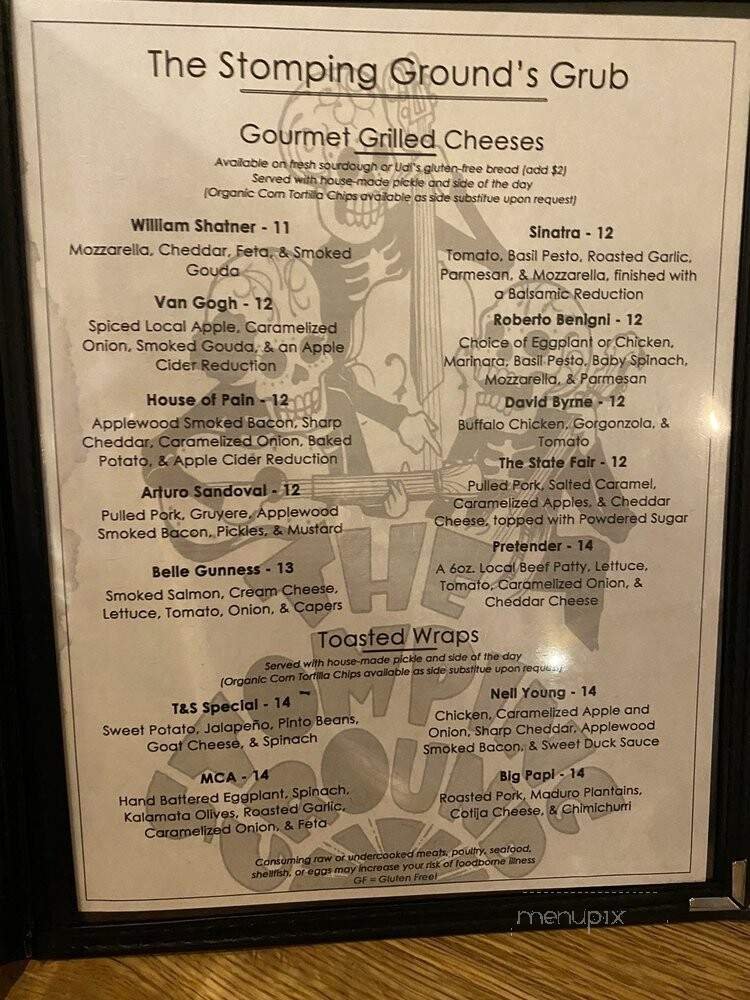 The Stomping Ground's Grub
Gourmet Grilled Cheeses
Available on fresh sourdough or Udi's gluten-free bread (add $2)
Served with house-made pickle and side of the day
(Organic Corn Tortilla Chips available as side substitue upon request)
William Shatner - 11
Mozzarella, Cheddar, Feta, & Smoked
Gouda
Van Gogh - 12
Spiced Local Apple, Caramelized
Onion, Smoked Gouda, & an Apple
Cider Reduction
House of Pain - 12
Applewood Smoked Bacon, Sharp
Cheddar, Caramelized Onion, Baked
Potato, & Apple Cider Reduction
Arturo Sandoval - 12
Pulled Pork, Gruyere, Applewood
Smoked Bacon, Pickles, & Mustard
Belle Gunness - 13
Smoked Salmon, Cream Cheese,
Lettuce, Tomato, Onion, & Capers
Sinatra - 12
Tomato, Basil Pesto, Roasted Garlic,
Parmesan, & Mozzarella, finished with
a Balsamic Reduction
Roberto Benigni - 12
Choice of Eggplant or Chicken,
Marinara, Basil Pesto, Baby Spinach,
Mozzarella, & Parmesan
David Byrne - 12
Buffalo Chicken, Gorgonzola, &
Tomato
The State Fair - 12
Pulled Pork, Salted Caramel,
Caramelized Apples, & Cheddar
Cheese, topped with Powdered Sugar
Pretender - 14
A 6oz. Local Beef Patty, Lettuce,
Tomato, Caramelized Onion, &
Cheddar Cheese
Toasted Wraps
Served with house-made pickle and side of the day
(Organic Corn Tortilla Chips available as side substitue upon request)
T&S Special - 14
Sweet Potato, Jalapeño, Pinto Beans,
Goat Cheese, & Spinach
MCA - 14
Hand Battered Eggplant, Spinach,
Kalamata Olives, Roasted Garlic,
Caramelized Onion, & Feta
Neil Young - 14
Chicken, Caramelized Apple and
Onion, Sharp Cheddar, Applewood
Smoked Bacon, & Sweet Duck Sauce
Big Papi - 14
Roasted Pork, Maduro Plantains,
Cotija Cheese, & Chimichurri
Consuming raw or undercooked meats, poultry, seafood,
shellfish, or eggs may increase your risk of foodborne illness
GF = Gluten Free!
THE
STOMPING
GROUND
menupix